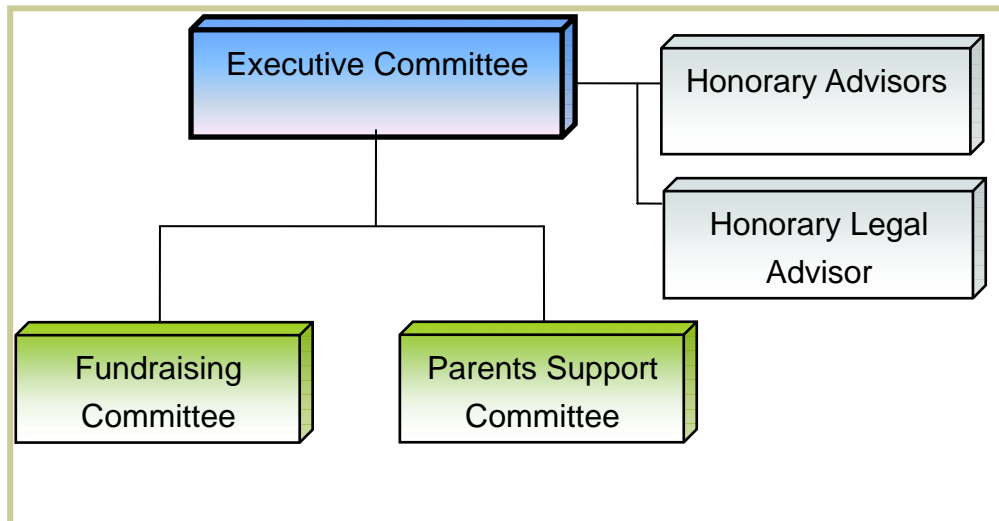 Executive Committee
Honorary Advisors
Honorary Legal
Advisor
Fundraising
Committee
Parents Support
Committee